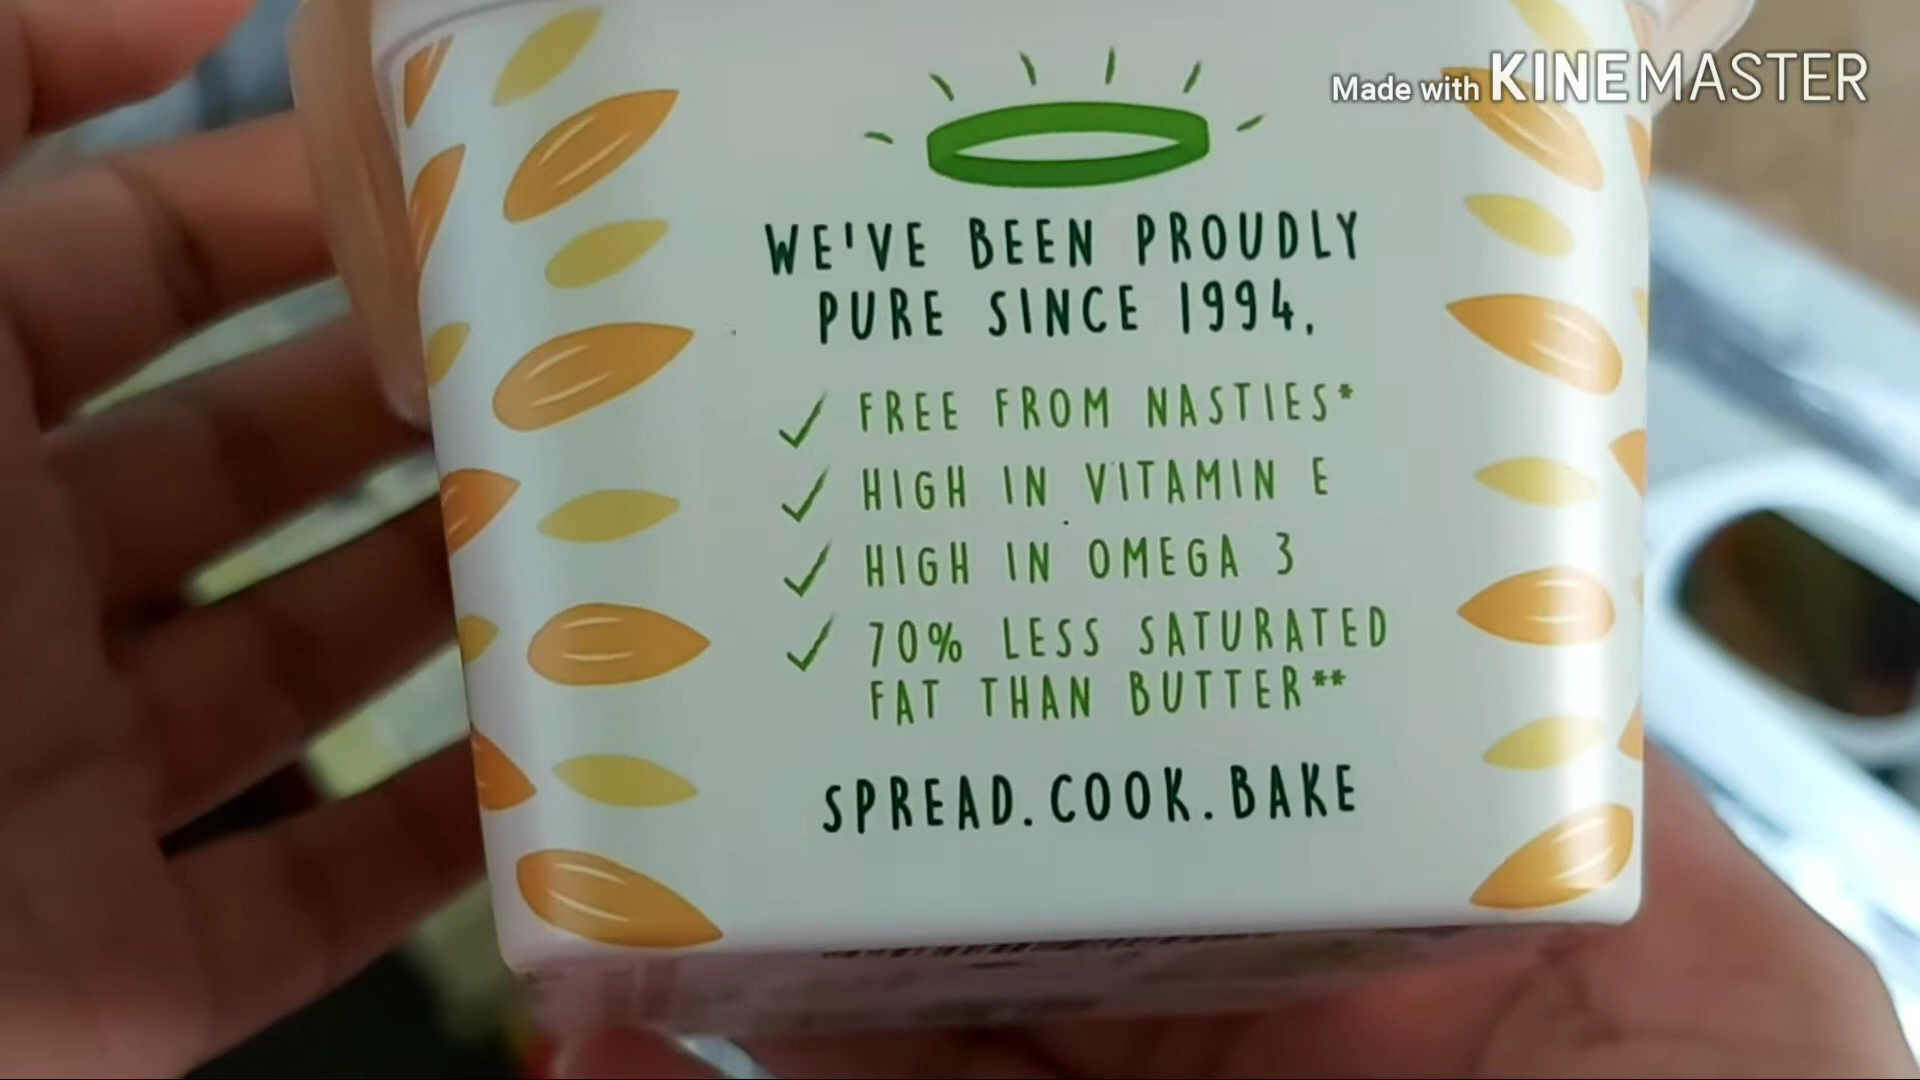 Made with KINEMASTER
WE'VE BEEN PROUDLY
PURE SINCE 1994.
✓ FREE FROM NASTIES*
✓ HIGH IN VITAMIN E
✓ HIGH IN OMEGA 3
✓ 70% LESS SATURATED
FAT THAN BUTTER**
SPREAD.COOK.BAKE